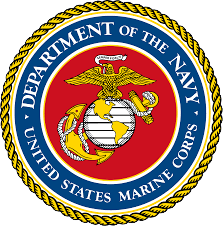 DEPARTMENT OF THE NAVY
UNITED STATES MARINE CORPS